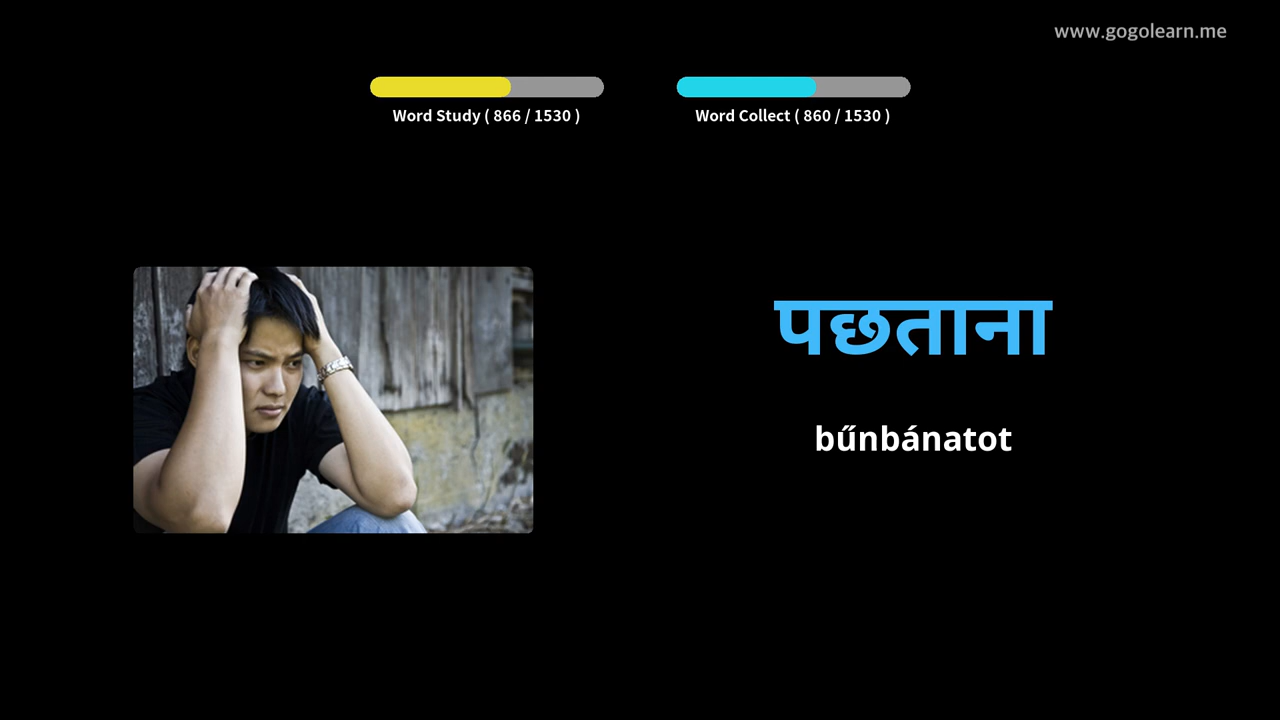 www.gogolearn.me
Word Study ( 866 / 1530 )
Word Collect ( 860 / 1530 )
पछताना
bűnbánatot